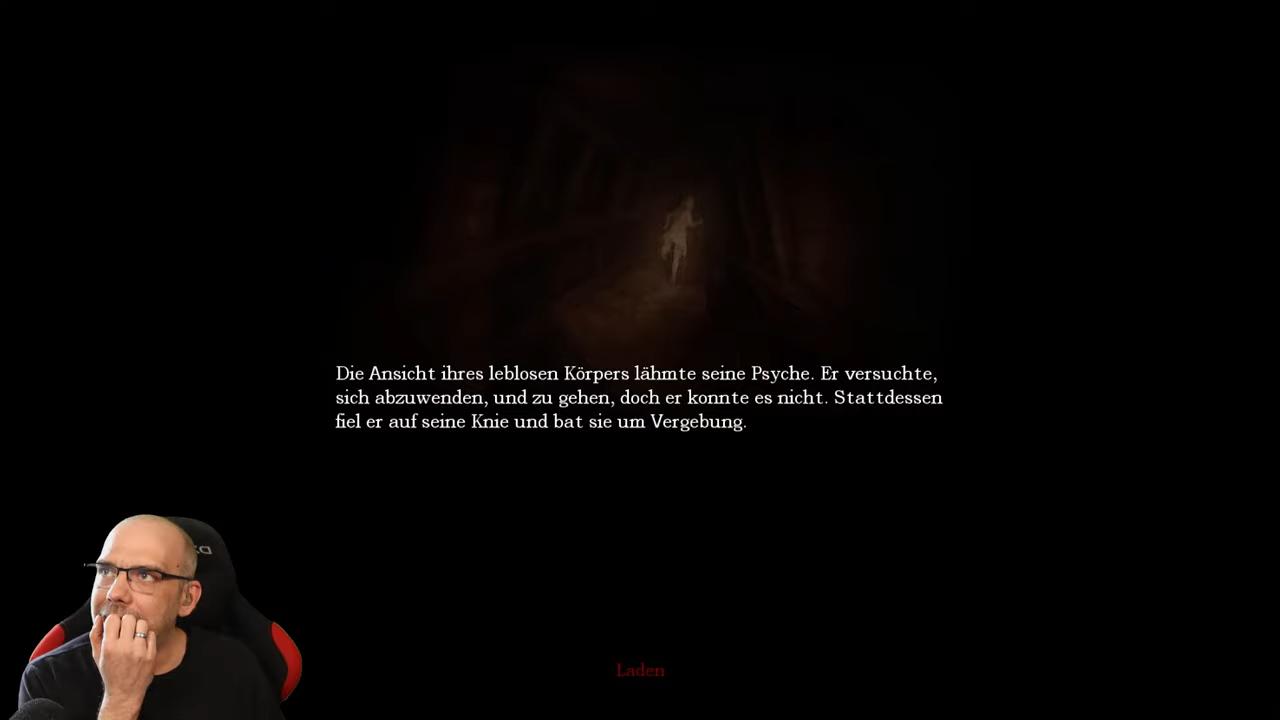 Die Ansicht ihres leblosen Körpers lähmte seine Psyche. Er versuchte,
sich abzuwenden, und zu gehen, doch er konnte es nicht. Stattdessen
fiel er auf seine Knie und bat sie um Vergebung.
Laden